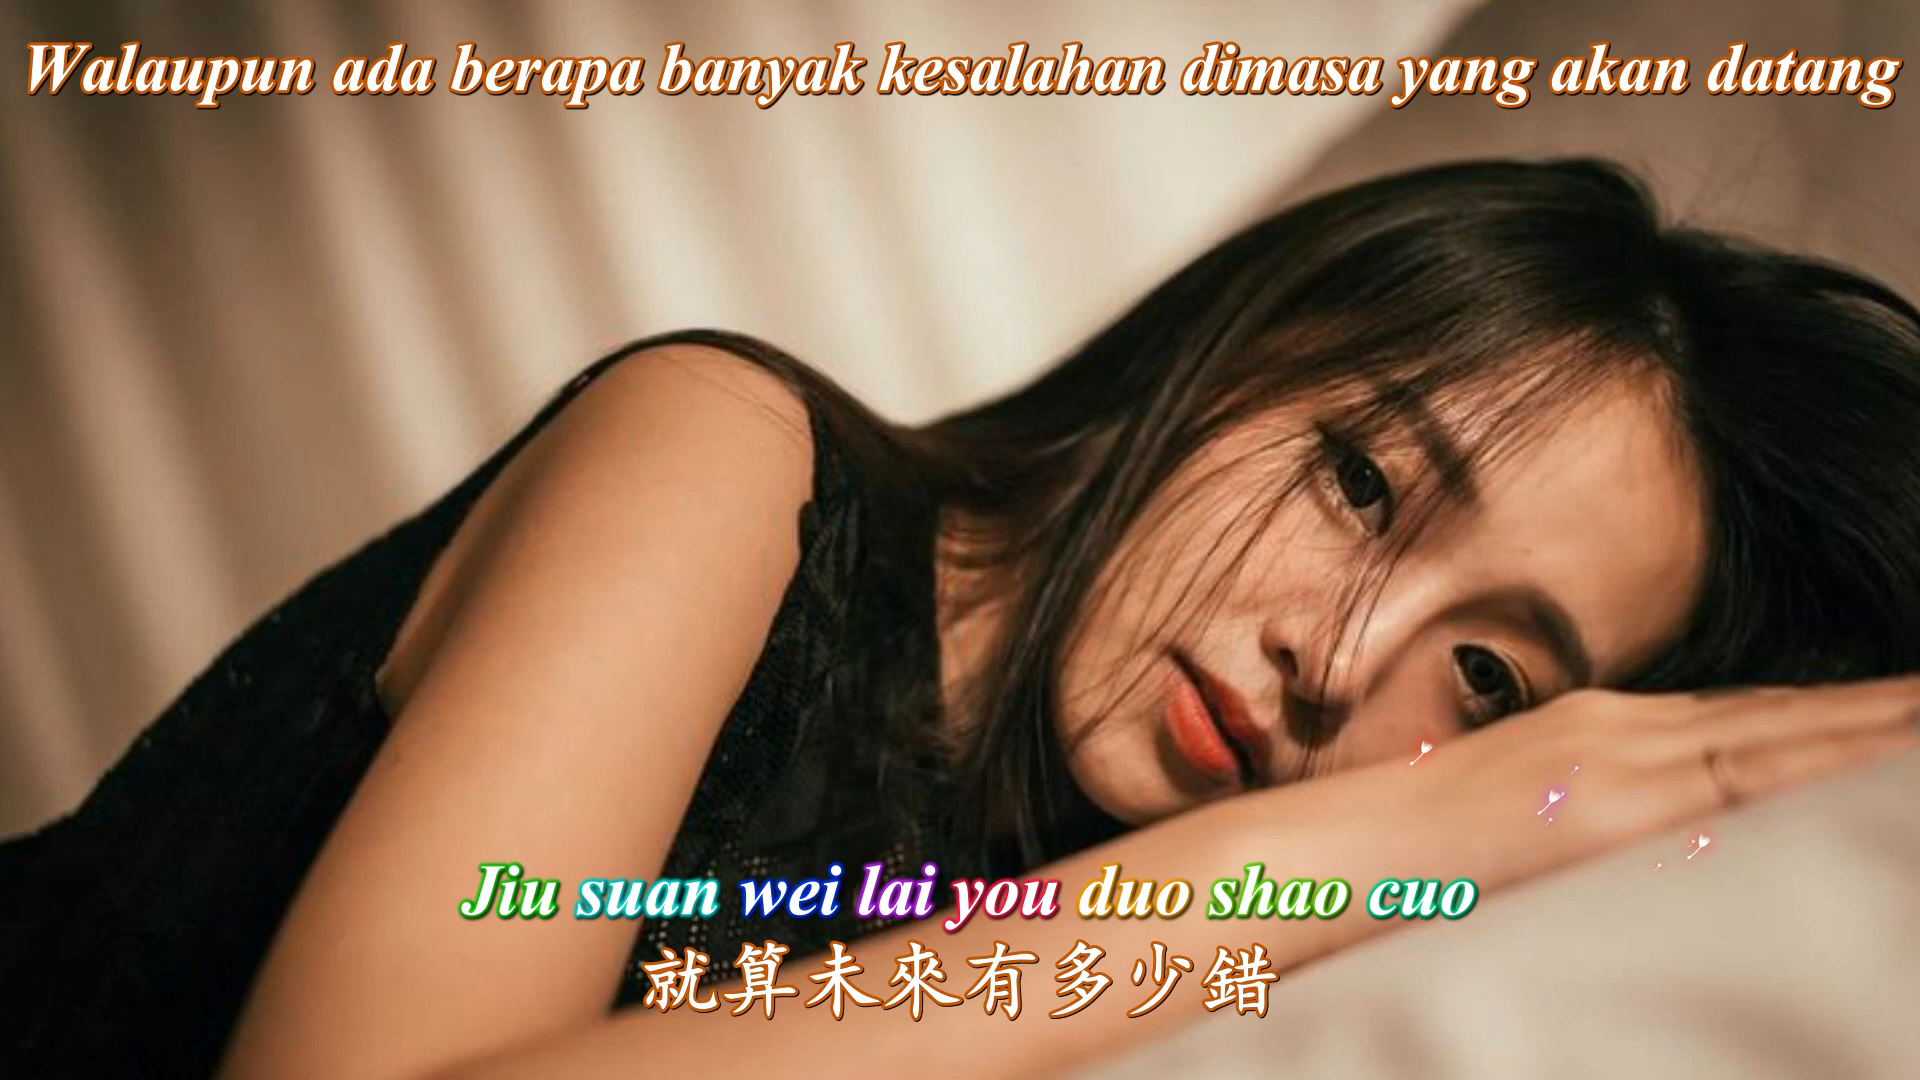 Walaupun ada berapa banyak kesalahan dimasa yang akan datang
Jiu suan wei lai you duo shao cuo
就算未來有多少錯